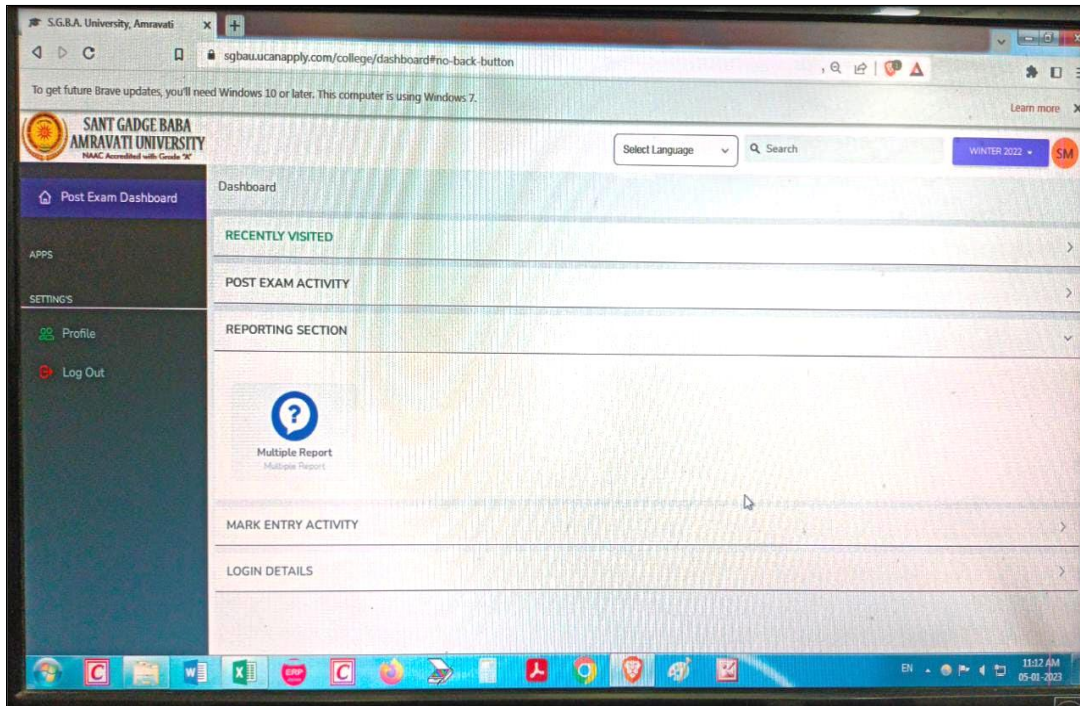 S.G.B.A. University, Amravati
sgbau.ucanapply.com/college/dashboard#no-back-button
To get future Brave updates, you'll need Windows 10 or later. This computer is using Windows 7.
Learn more
SANT GADGE BABA
AMRAVATI UNIVERSITY
NAAC Accredited with Grade 'A'
Select Language
Search
WINTER 2022
SM
Post Exam Dashboard
Dashboard
RECENTLY VISITED
APPS
POST EXAM ACTIVITY
SETTING'S
REPORTING SECTION
Profile
Log Out
?
Multiple Report
Multiple Report
MARK ENTRY ACTIVITY
LOGIN DETAILS
C
W
X
ERP
C
EN
11:12 AM
05-01-2023